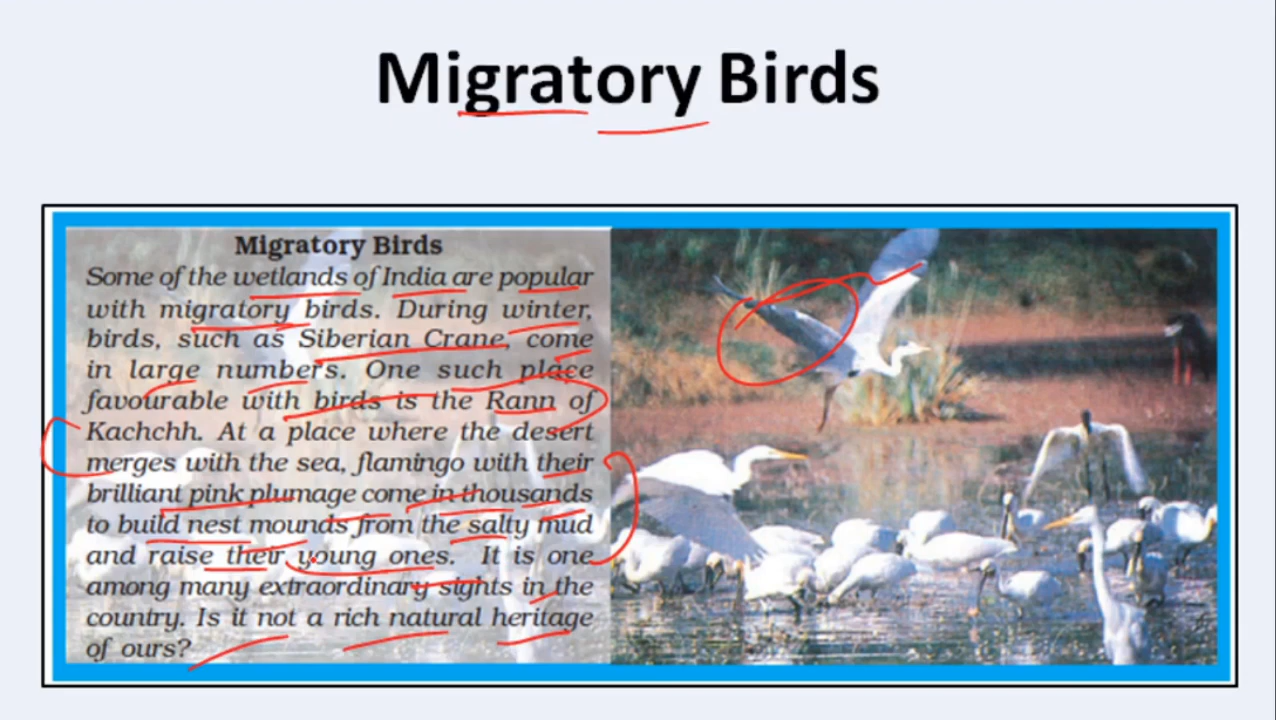 Migratory Birds
Migratory Birds
Some of the wetlands of India are popular
with migratory birds. During winter,
birds, such as Siberian Crane, come
in large numbers. One such place
favourable with birds is the Rann of
Kachchh. At a place where the desert
merges with the sea, flamingo with their
brilliant pink plumage come in thousands
to build nest mounds from the salty mud
and raise their young ones. It is one
among many extraordinary sights in the
country. Is it not a rich natural heritage
of ours?